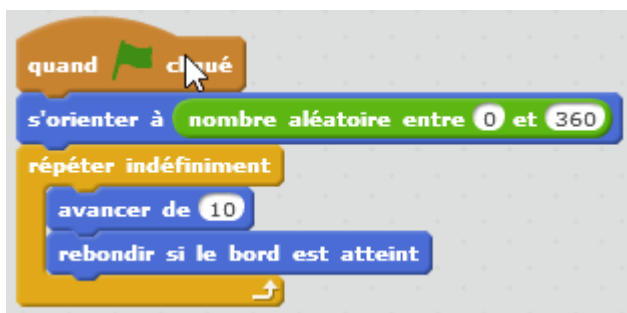 quand cliqué
s'orienter à nombre aléatoire entre 0 et 360
répéter indéfiniment
avancer de 10
rebondir si le bord est atteint